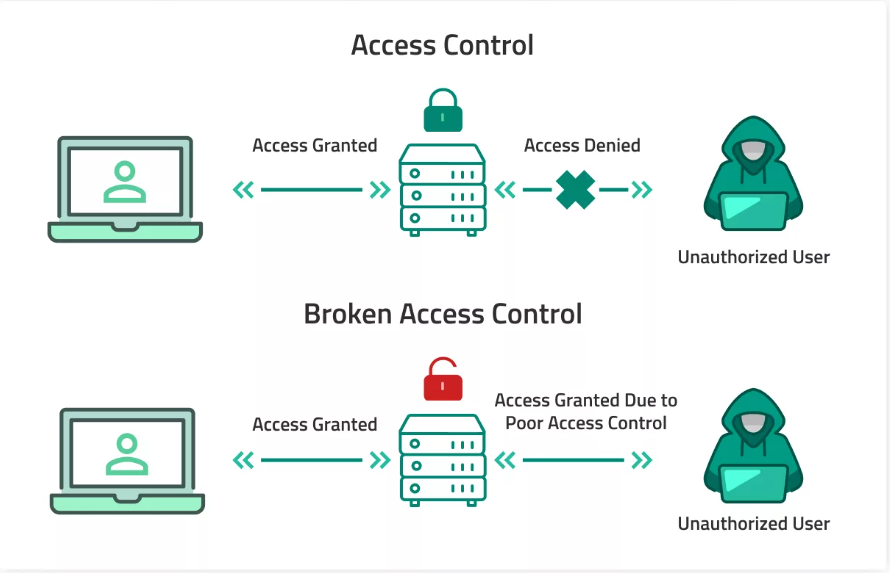 Access Control
Access Granted
Access Denied
Unauthorized User
Broken Access Control
Access Granted
Access Granted Due to
Poor Access Control
Unauthorized User